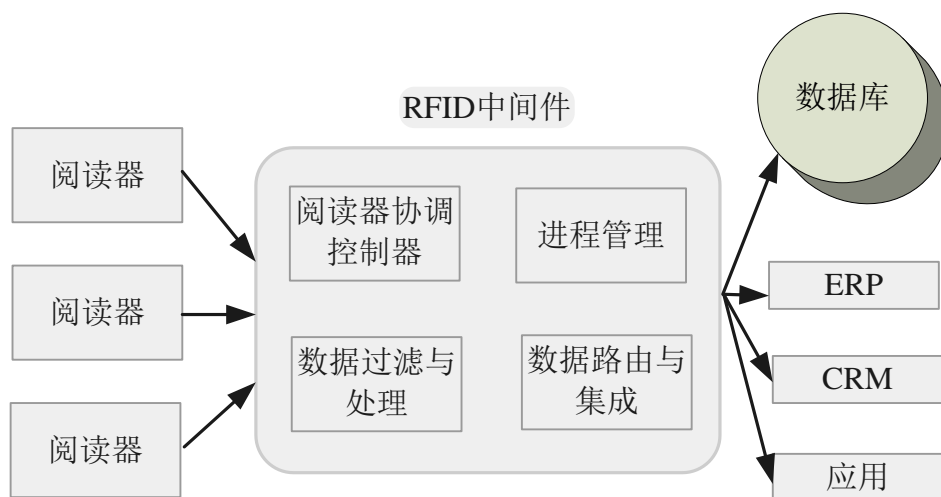 数据库
RFID中间件
阅读器
阅读器
阅读器
阅读器协调
控制器
进程管理
数据过滤与
处理
数据路由与
集成
ERP
CRM
应用